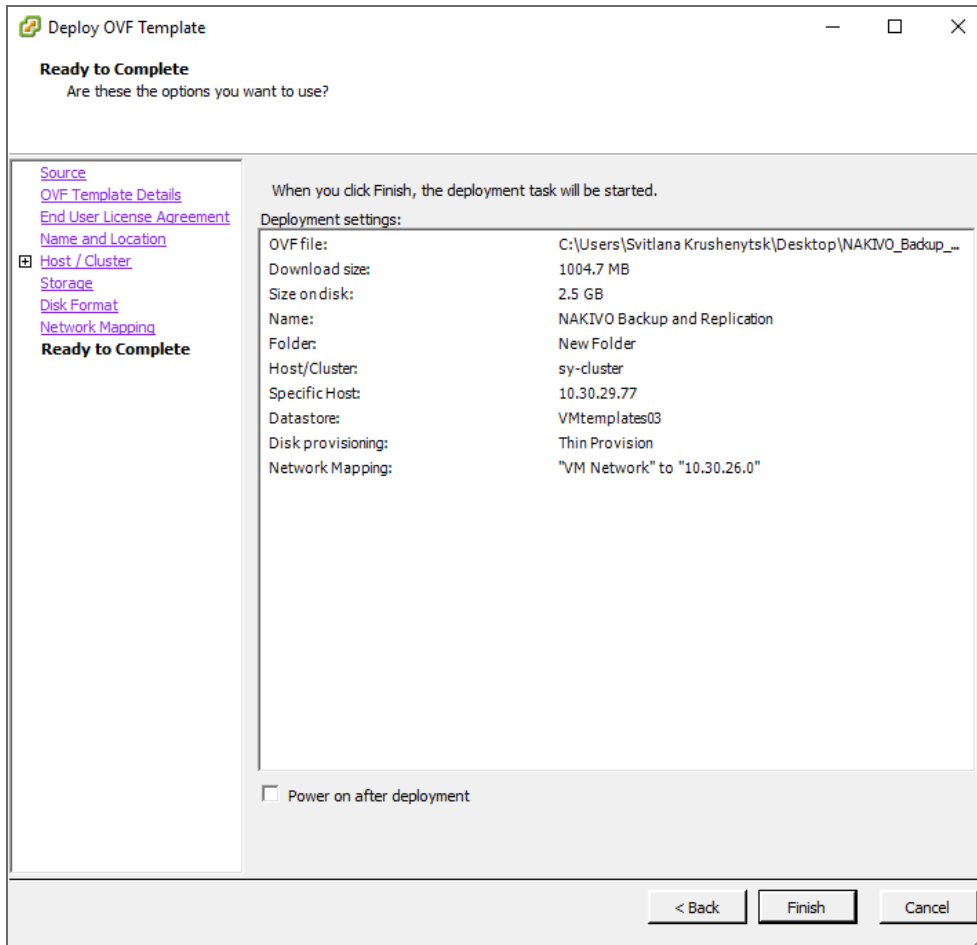 Deploy OVF Template
Ready to Complete
Are these the options you want to use?
Source
OVF Template Details
End User License Agreement
Name and Location
Host / Cluster
Storage
Disk Format
Network Mapping
Ready to Complete
When you click Finish, the deployment task will be started.
Deployment settings:
OVF file: C:\Users\Svitlana Krushenytsk\Desktop\NAKIVO_Backup_...
Download size: 1004.7 MB
Size on disk: 2.5 GB
Name: NAKIVO Backup and Replication
Folder: New Folder
Host/Cluster: sy-cluster
Specific Host: 10.30.29.77
Datastore: VMtemplates03
Disk provisioning: Thin Provision
Network Mapping: "VM Network" to "10.30.26.0"
Power on after deployment
< Back Finish Cancel